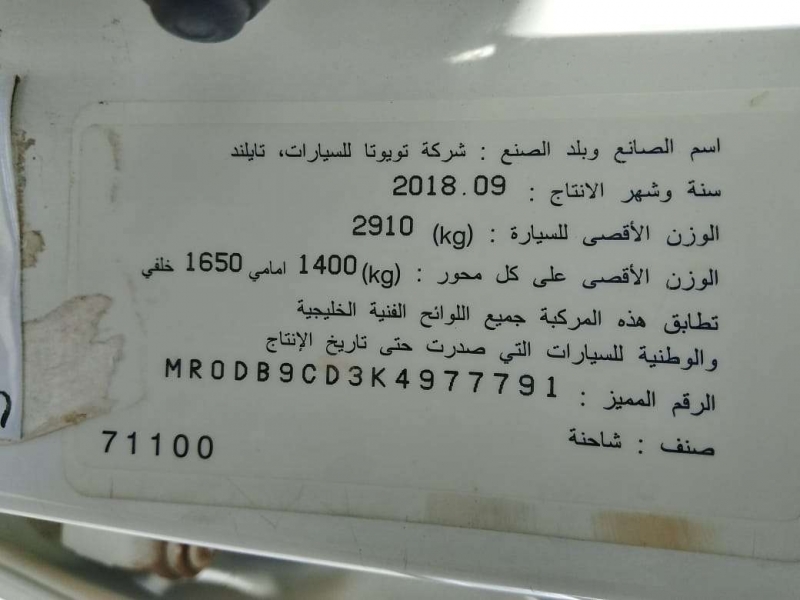 اسم الصانع وبلد الصنع : شركة تويوتا للسيارات، تايلند
سنة وشهر الانتاج : 2018.09
الوزن الأقصى للسيارة : (kg) 2910
الوزن الأقصى على كل محور : (kg) 1400 امامي 1650 خلفي
تطابق هذه المركبة جميع اللوائح الفنية الخليجية
والوطنية للسيارات التي صدرت حتى تاريخ الإنتاج
الرقم المميز : MR0DB9CD3K4977791
صنف : شاحنة 71100